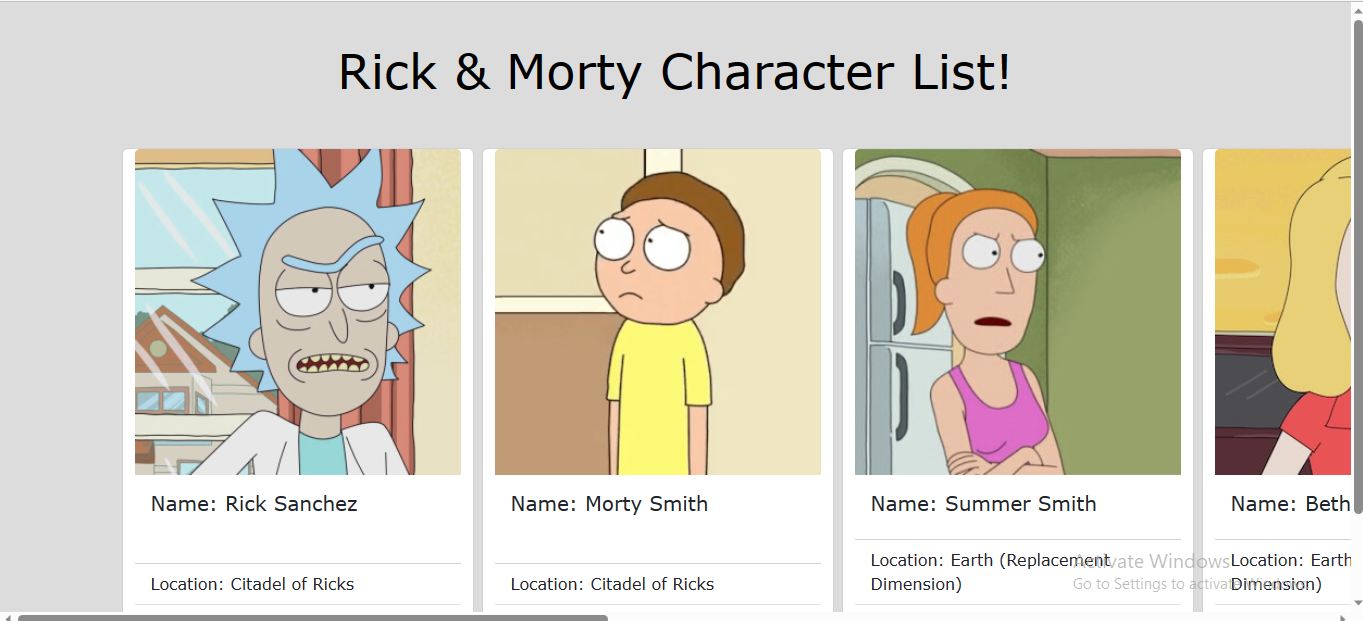 Rick & Morty Character List!
Name: Rick Sanchez
Name: Morty Smith
Name: Summer Smith
Name: Beth
Location: Citadel of Ricks
Location: Citadel of Ricks
Location: Earth (Replacement
Dimension)
Location: Earth
Dimension)
Activate Windows
Go to Settings to activate Windows.